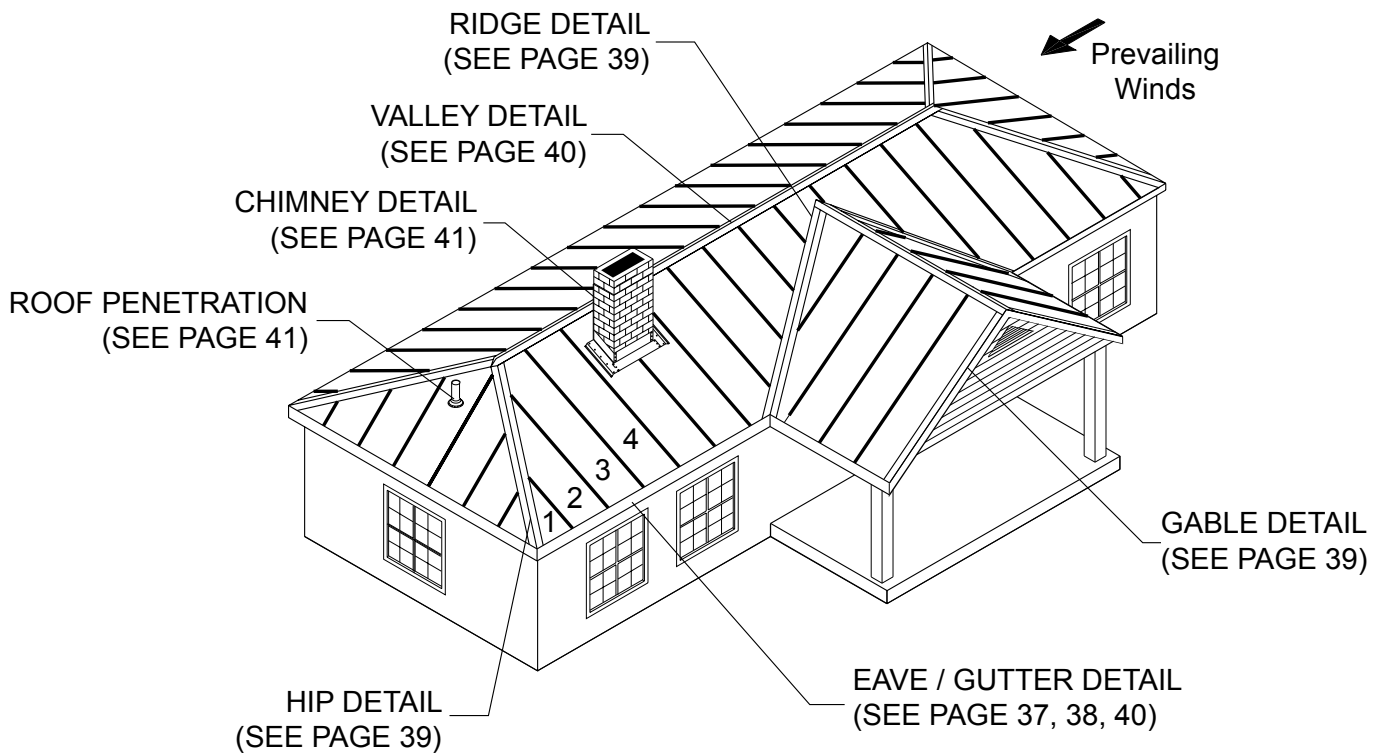 RIDGE DETAIL
(SEE PAGE 39)
Prevailing
Winds
VALLEY DETAIL
(SEE PAGE 40)
CHIMNEY DETAIL
(SEE PAGE 41)
ROOF PENETRATION
(SEE PAGE 41)
4
3
2
1
GABLE DETAIL
(SEE PAGE 39)
EAVE / GUTTER DETAIL
(SEE PAGE 37, 38, 40)
HIP DETAIL
(SEE PAGE 39)